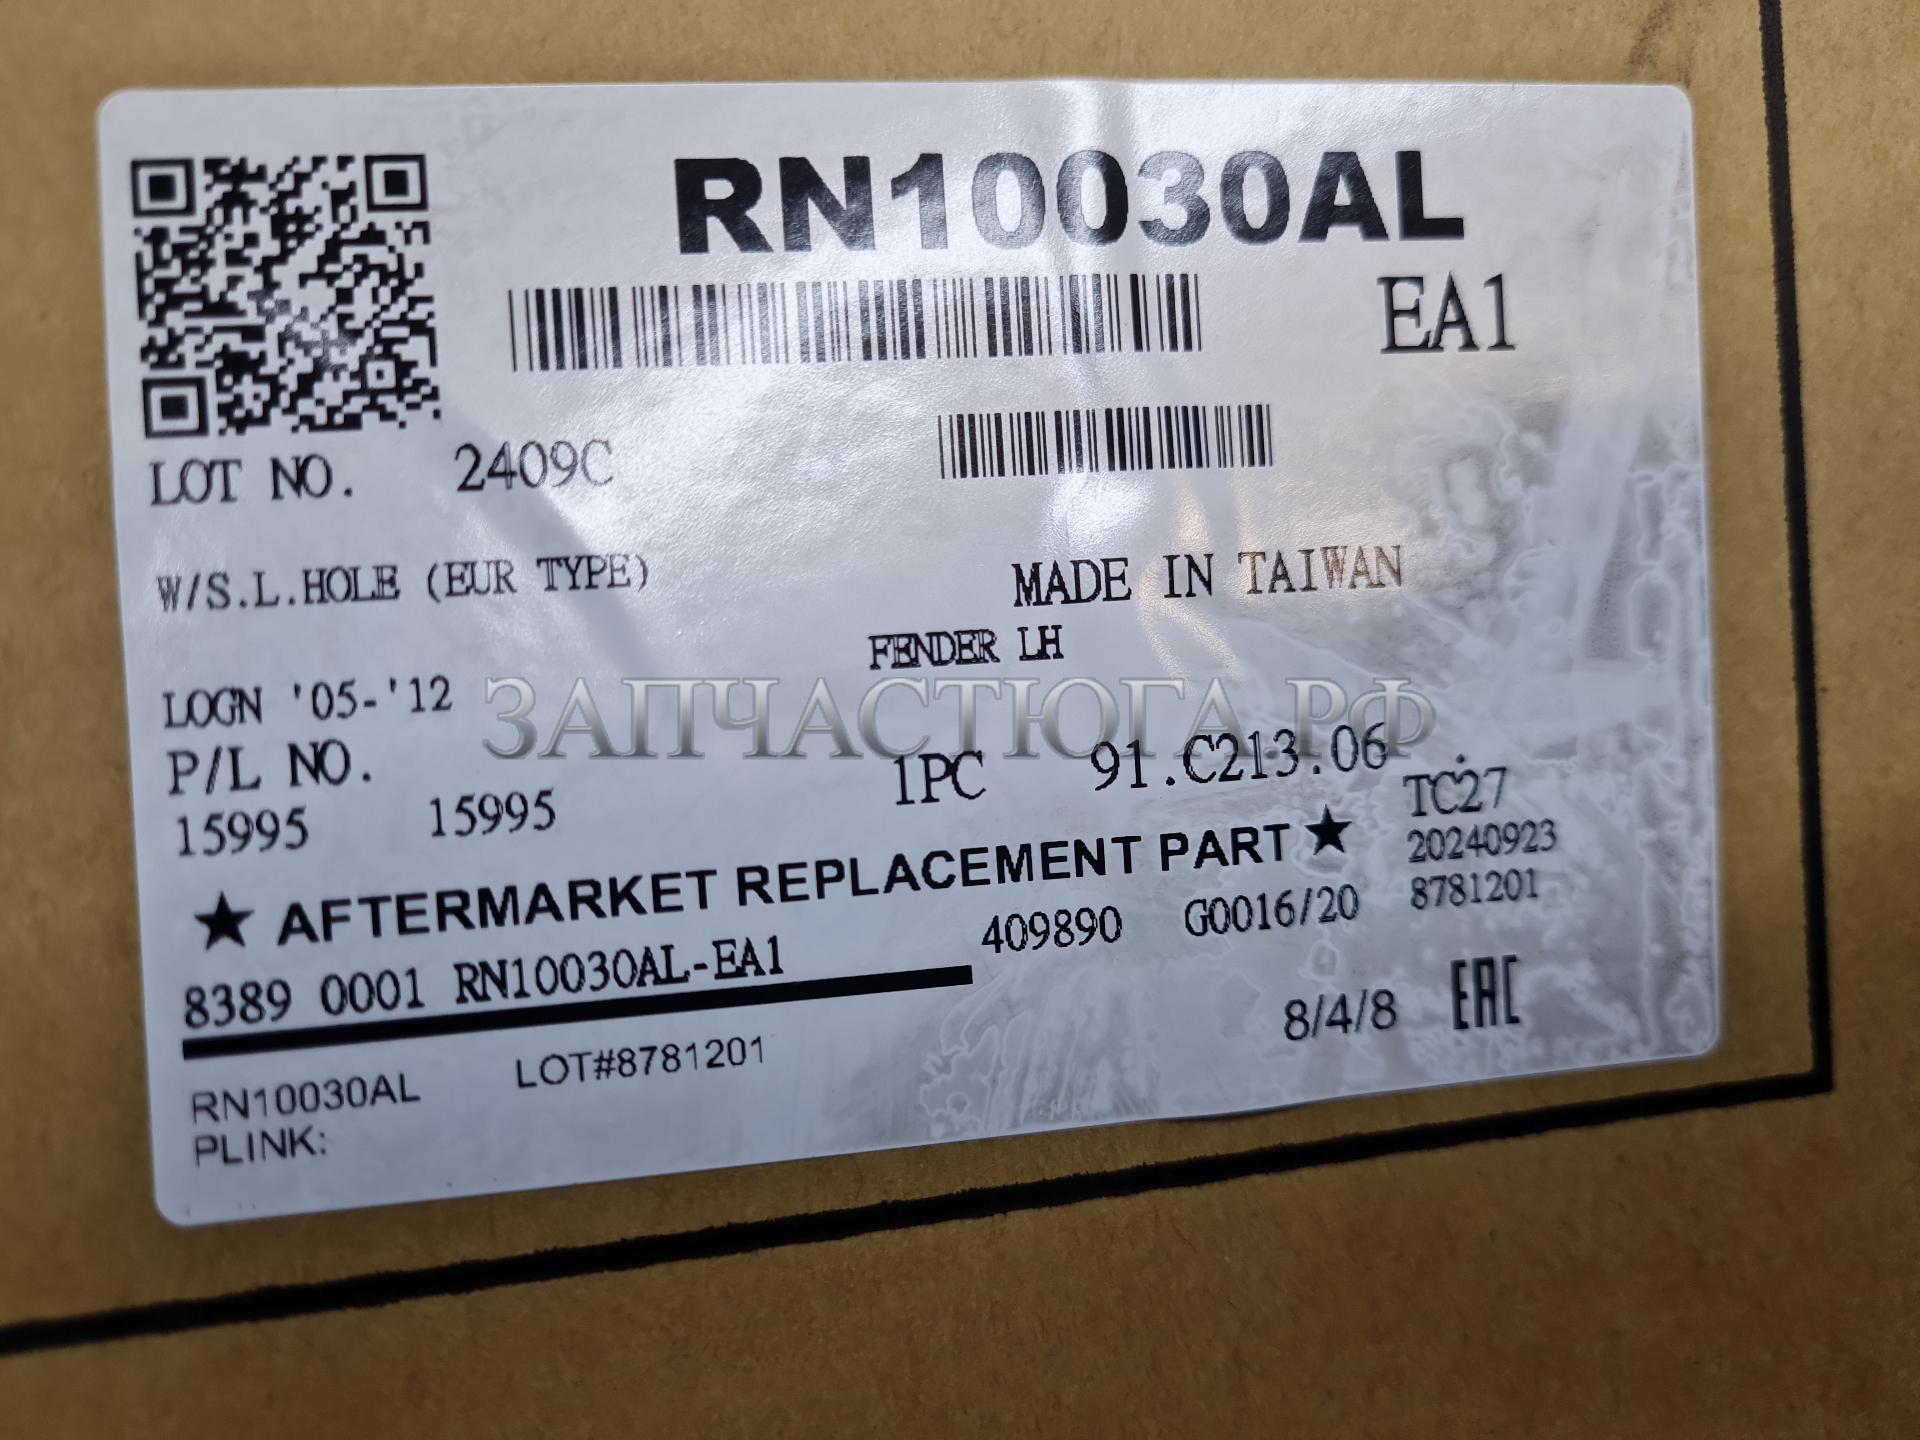 RN10030AL
EA1
LOT NO. 2409C
W/S.L.HOLE (EUR TYPE)
MADE IN TAIWAN
FENDER LH
LOGN '05-'12
ЗАПЧАСТЮГА.РФ
P/L NO.
1PC 91.C213.06
TC27
15995 15995
20240923
★ AFTERMARKET REPLACEMENT PART ★
8781201
8389 0001 RN10030AL-EA1
409890 G0016/20
8/4/8 EAC
RN10030AL LOT#8781201
PLINK: